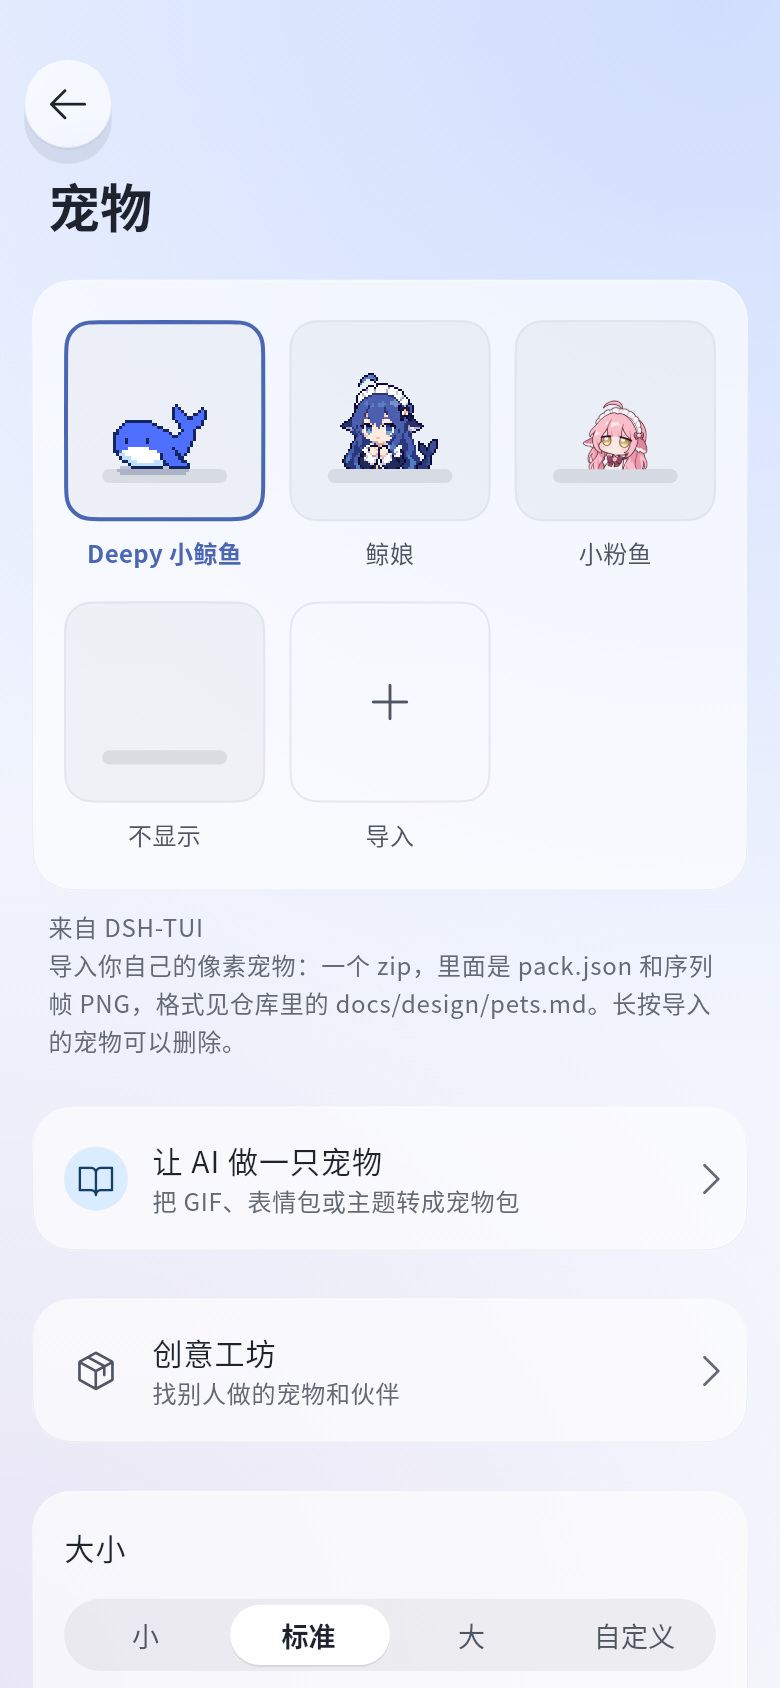 宠物
Deepy 小鲸鱼
鲸娘
小粉鱼
不显示
导入
来自 DSH-TUI
导入你自己的像素宠物：一个 zip，里面是 pack.json 和序列
帧 PNG，格式见仓库里的 docs/design/pets.md。长按导入
的宠物可以删除。
让 AI 做一只宠物
把 GIF、表情包或主题转成宠物包
创意工坊
找别人做的宠物和伙伴
大小
小
标准
大
自定义